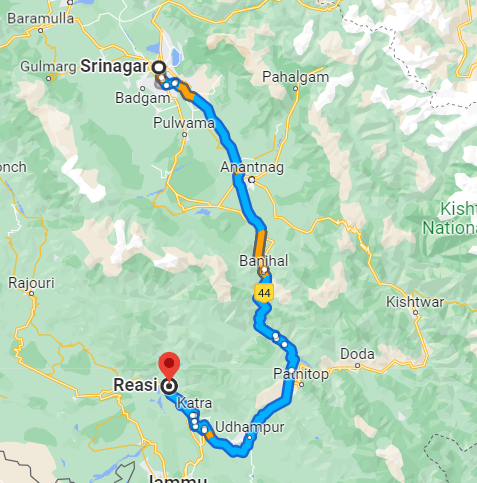 Baramulla
Gulmarg
Srinagar
Pahalgam
Badgam
Pulwama
Anantnag
Kisht
Nationa
Banihal
44
Rajouri
Kishtwar
Doda
Patnitop
Reasi
Katra
Udhampur
Jammu